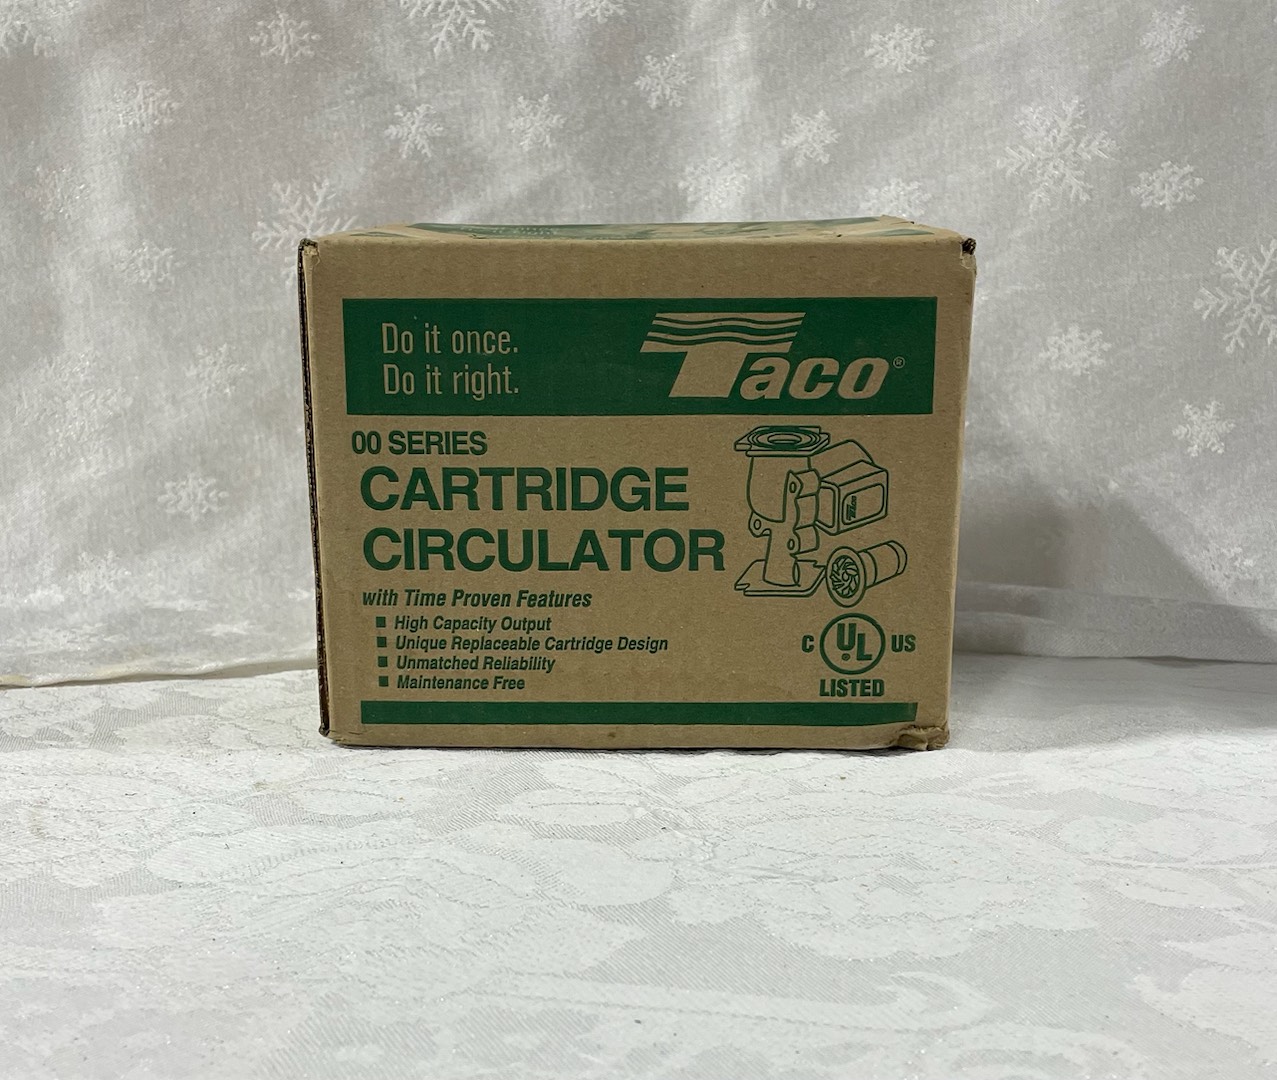 Do it once.
Do it right.
Taco®
00 SERIES
CARTRIDGE
CIRCULATOR
with Time Proven Features
■ High Capacity Output
■ Unique Replaceable Cartridge Design
■ Unmatched Reliability
■ Maintenance Free
Taco
C UL US
LISTED